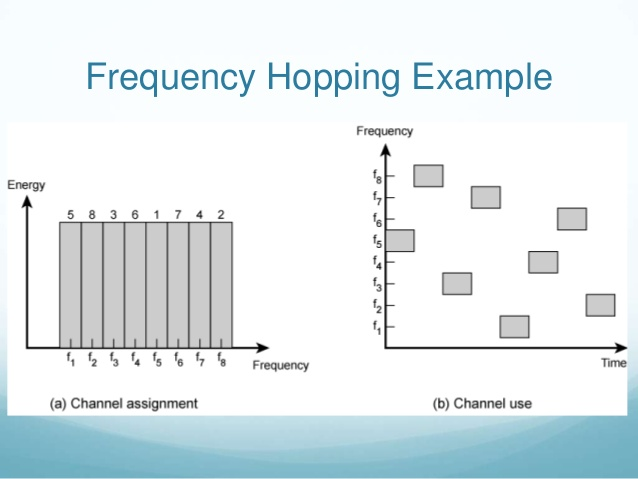 Frequency Hopping Example
Energy
5 8 3 6 1 7 4 2
f1 f2 f3 f4 f5 f6 f7 f8
Frequency
(a) Channel assignment
Frequency
f8
f7
f6
f5
f4
f3
f2
f1
Time
(b) Channel use